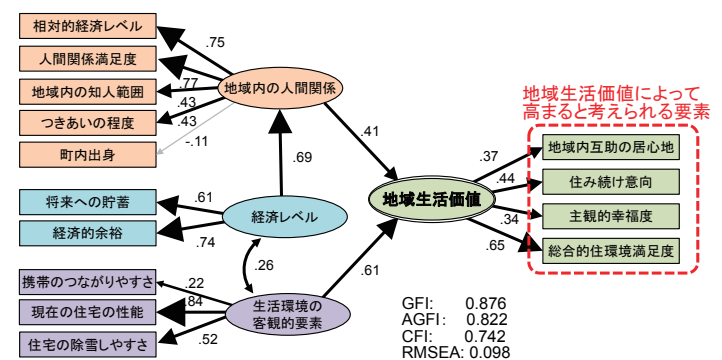 相対的経済レベル
人間関係満足度
地域内の知人範囲
つきあいの程度
町内出身
.75
.77
.43
.43
-.11
地域内の人間関係
.41
.69
将来への貯蓄
経済的余裕
.61
.74
経済レベル
.26
携帯のつながりやすさ
現在の住宅の性能
住宅の除雪しやすさ
.22
.84
.52
生活環境の
客観的要素
.61
地域生活価値
地域生活価値によって
高まると考えられる要素
.37
.44
.34
.65
地域内互助の居心地
住み続け意向
主観的幸福度
総合的住環境満足度
GFI: 0.876
AGFI: 0.822
CFI: 0.742
RMSEA: 0.098